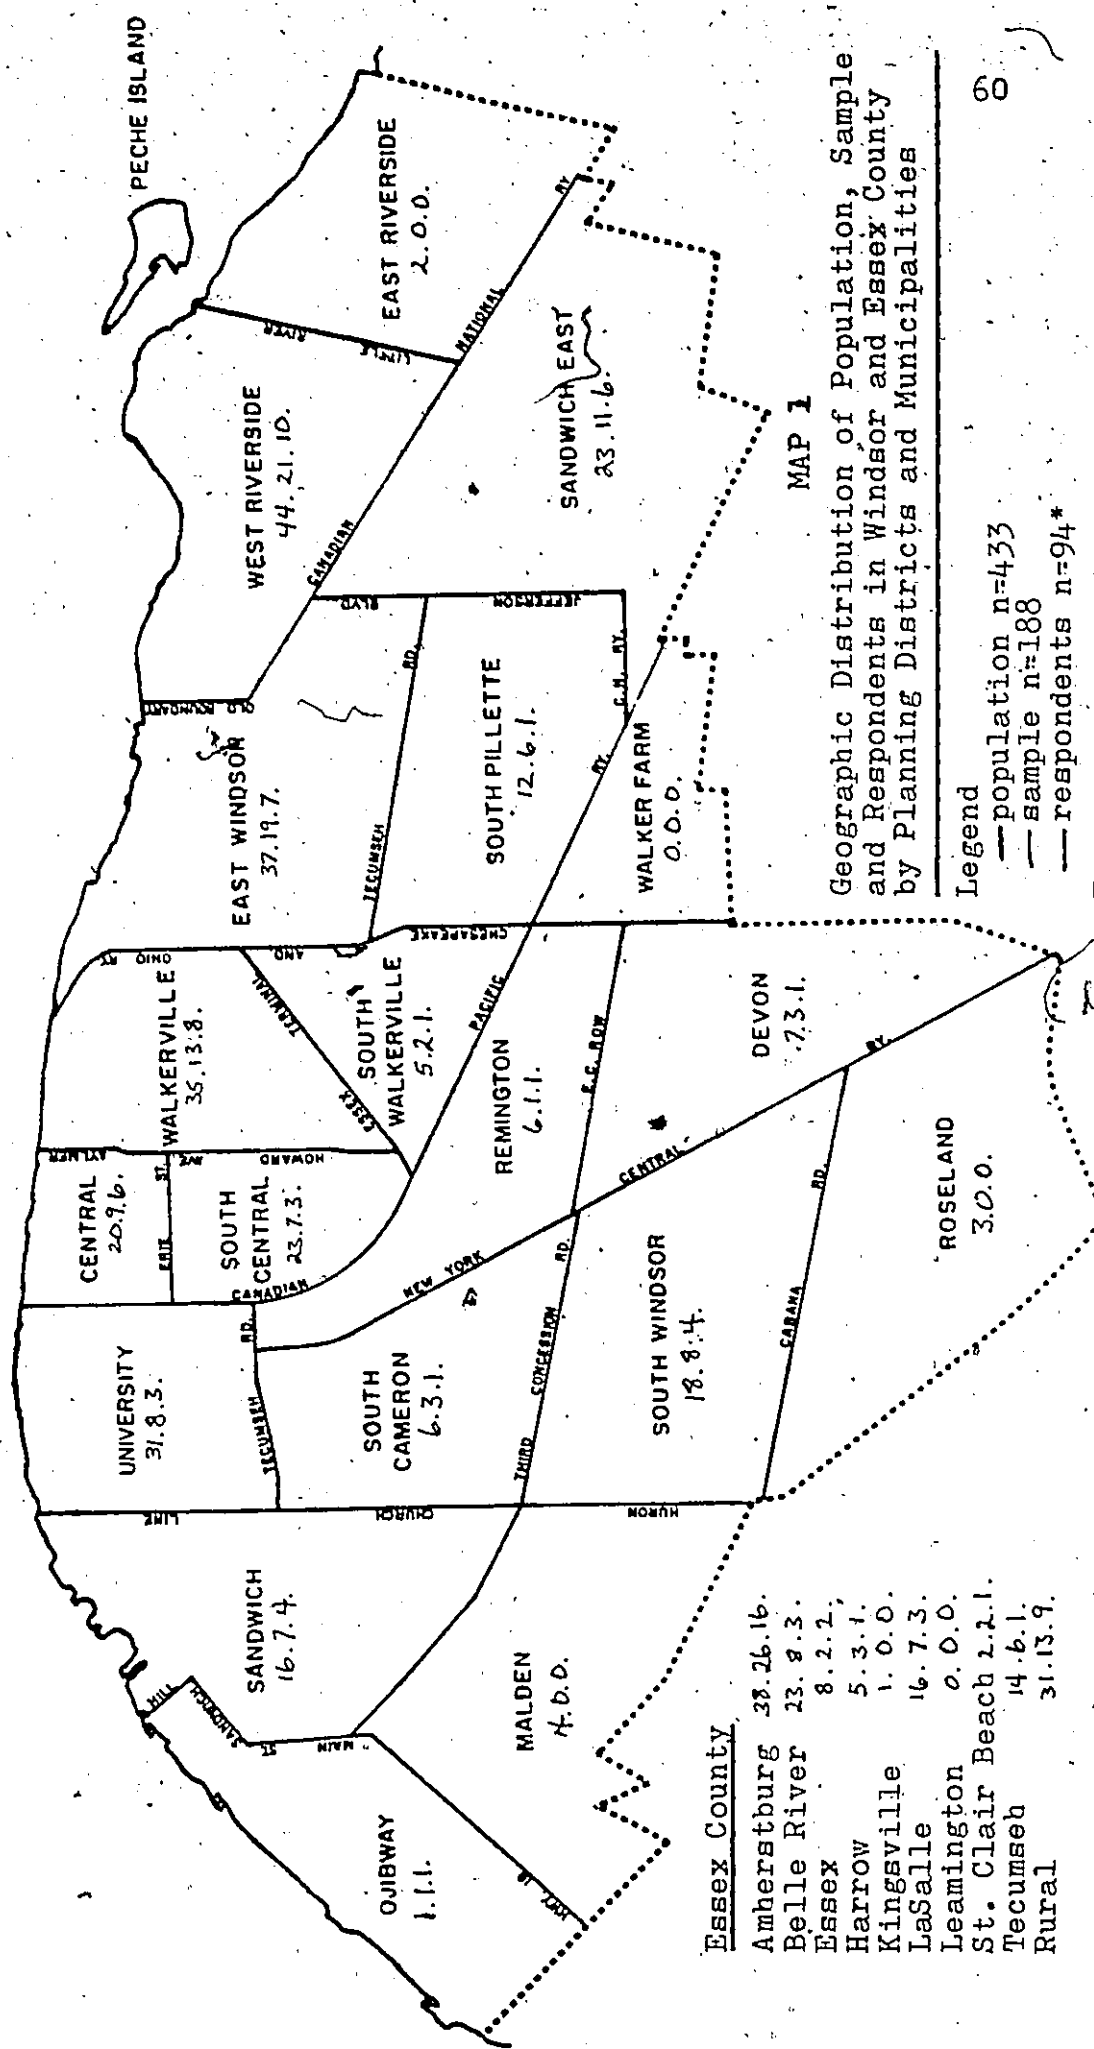 PECHE ISLAND
EAST RIVERSIDE
2.0.0.
LITTLE RIVER
WEST RIVERSIDE
44.21.10.
CANADIAN NATIONAL RY
SANDWICH EAST
23.11.6.
OLD BOUNDARY
EAST WINDSOR
37.19.7.
JEFFERSON BLVD
TECUMSEH RD.
SOUTH PILLETTE
12.6.1.
C.N. RY.
WALKER FARM
0.0.0.
CHESAPEAKE AND OHIO RY
WALKERVILLE
35.13.8.
ESSEX TERMINAL
SOUTH
WALKERVILLE
5.2.1.
CANADIAN PACIFIC RY.
AYLMER
HOWARD AVE
CENTRAL
20.9.6.
ERIE ST.
SOUTH
CENTRAL
23.7.3.
REMINGTON
6.1.1.
E.C. ROW
DEVON
7.3.1.
NEW YORK CENTRAL RY.
UNIVERSITY
31.8.3.
TECUMSEH RD.
SOUTH
CAMERON
6.3.1.
THIRD CONCESSION RD.
SOUTH WINDSOR
18.8.4.
CABANA RD.
ROSELAND
3.0.0.
HURON CHURCH LINE
SANDWICH
16.7.4.
HILL
SANDWICH ST.
MAIN
MALDEN
4.0.0.
OJIBWAY
1.1.1.
HWY. 18
MAP 1
Geographic Distribution of Population, Sample
and Respondents in Windsor and Essex County
by Planning Districts and Municipalities
Legend
—population n=433
—sample n=188
—respondents n=94*
60
Essex County
Amherstburg 38.26.16.
Belle River 23.8.3.
Essex 8.2.2.
Harrow 5.3.1.
Kingsville 1.0.0.
LaSalle 16.7.3.
Leamington 0.0.0.
St. Clair Beach 2.2.1.
Tecumseh 14.6.1.
Rural 31.13.9.